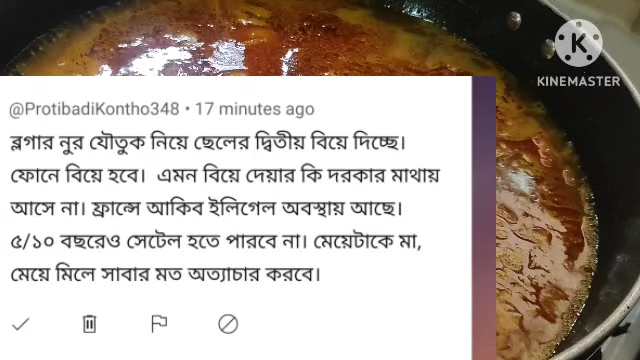 KINEMASTER
@ProtibadiKontho348 • 17 minutes ago
ব্লগার নুর যৌতুক নিয়ে ছেলের দ্বিতীয় বিয়ে দিচ্ছে।
ফোনে বিয়ে হবে।  এমন বিয়ে দেয়ার কি দরকার মাথায়
আসে না। ফ্রান্সে আকিব ইলিগেল অবস্থায় আছে।
৫/১০ বছরেও সেটেল হতে পারবে না। মেয়েটাকে মা,
মেয়ে মিলে সাবার মত অত্যাচার করবে।